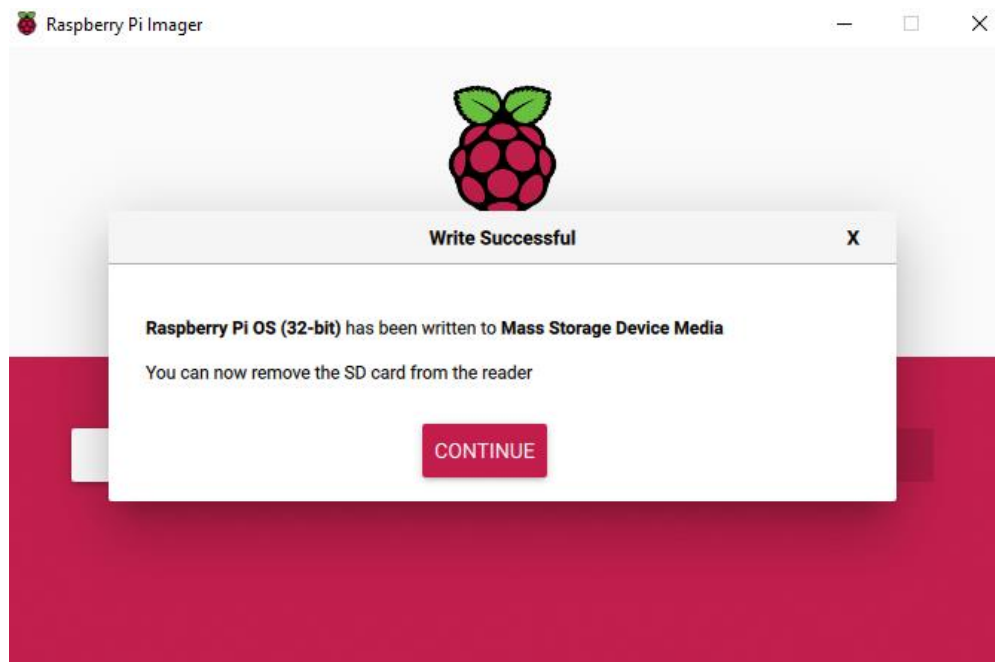 Raspberry Pi Imager
Write Successful X
Raspberry Pi OS (32-bit) has been written to Mass Storage Device Media
You can now remove the SD card from the reader
CONTINUE